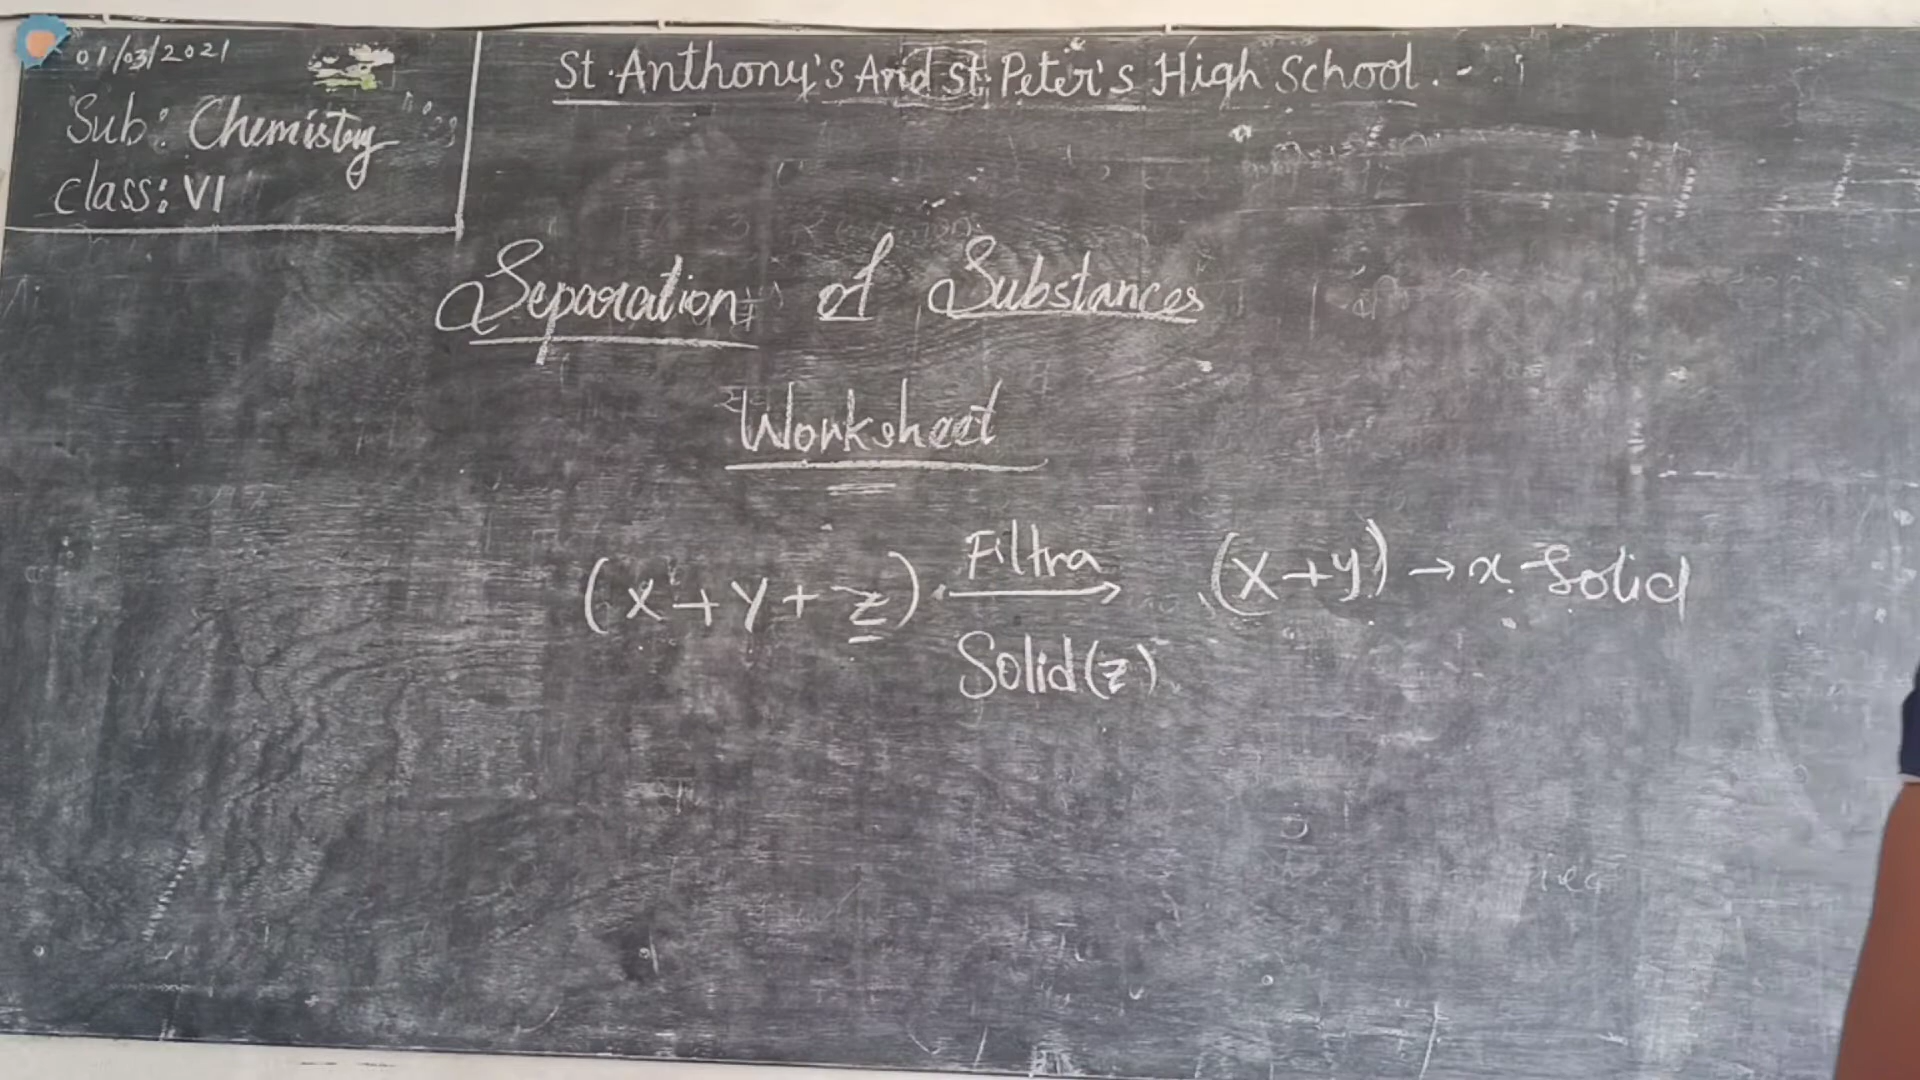 01/03/2021
Sub: Chemistry
class: VI
St. Anthony's And St. Peter's High School.
Separation of Substances
Worksheet
(x + y + z) Filtra → (x + y) → x Solid
Solid (z)